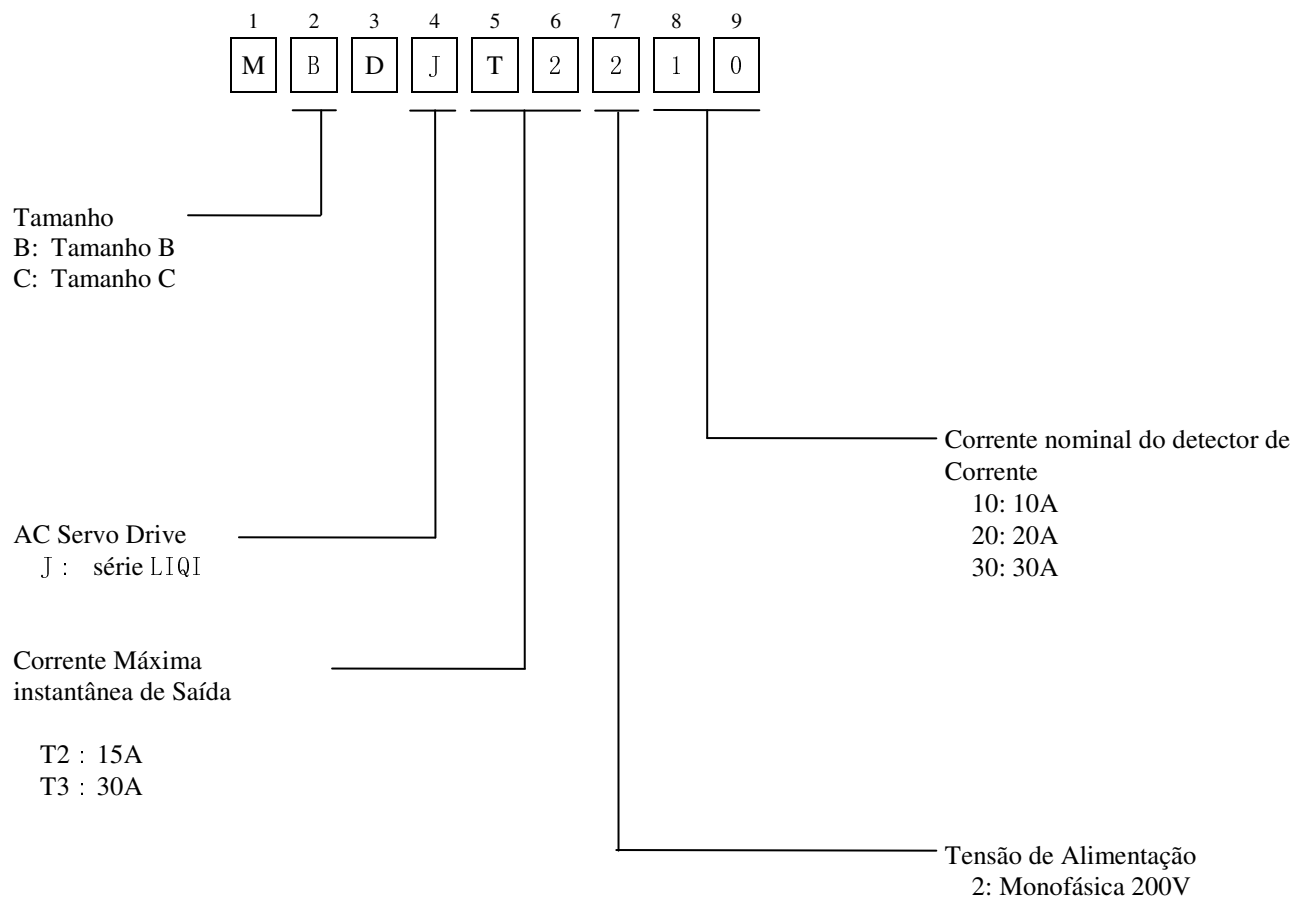 1 2 3 4 5 6 7 8 9
M B D J T 2 2 1 0
Tamanho
B: Tamanho B
C: Tamanho C
Corrente nominal do detector de
Corrente
10: 10A
20: 20A
30: 30A
AC Servo Drive
J : série LIQI
Corrente Máxima
instantânea de Saída
T2 : 15A
T3 : 30A
Tensão de Alimentação
2: Monofásica 200V